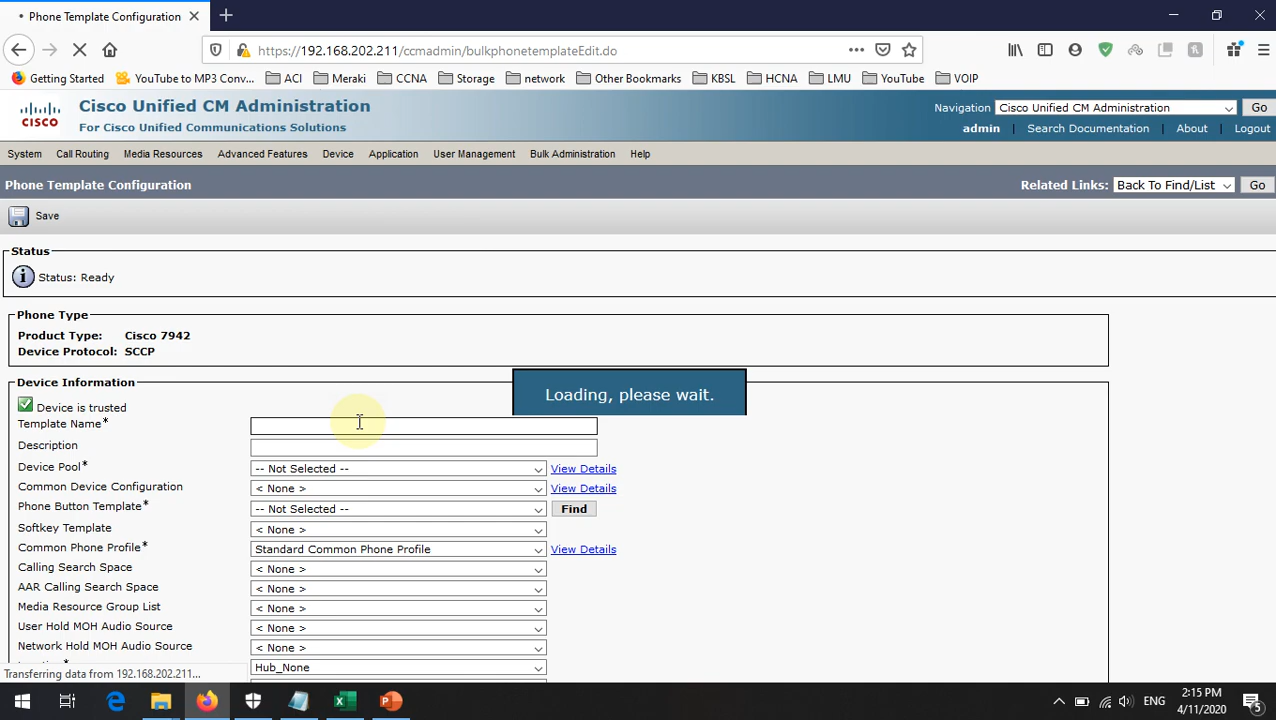 Phone Template Configuration
https://192.168.202.211/ccmadmin/bulkphonetemplateEdit.do
Getting Started YouTube to MP3 Conv... ACI Meraki CCNA Storage network Other Bookmarks KBSL HCNA LMU YouTube VOIP
CISCO
Cisco Unified CM Administration
For Cisco Unified Communications Solutions
Navigation Cisco Unified CM Administration Go
admin Search Documentation About Logout
System Call Routing Media Resources Advanced Features Device Application User Management Bulk Administration Help
Phone Template Configuration
Related Links: Back To Find/List Go
Save
Status
Status: Ready
Phone Type
Product Type: Cisco 7942
Device Protocol: SCCP
Device Information
Loading, please wait.
Device is trusted
Template Name*
Description
Device Pool* -- Not Selected -- View Details
Common Device Configuration < None > View Details
Phone Button Template* -- Not Selected -- Find
Softkey Template < None >
Common Phone Profile* Standard Common Phone Profile View Details
Calling Search Space < None >
AAR Calling Search Space < None >
Media Resource Group List < None >
User Hold MOH Audio Source < None >
Network Hold MOH Audio Source < None >
Hub_None
Transferring data from 192.168.202.211...
ENG
2:15 PM
4/11/2020
5